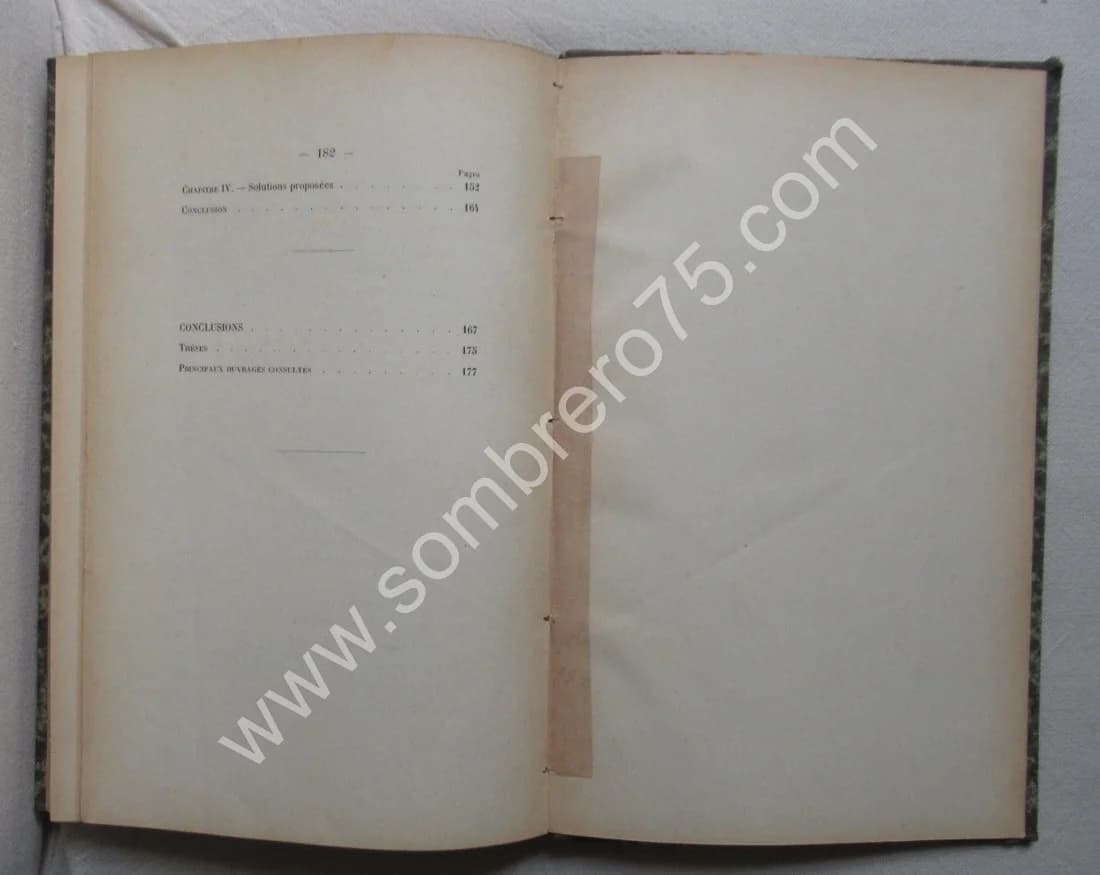 — 182 —
Pages
CHAPITRE IV. — Solutions proposées . . . . . . . . 152
CONCLUSION . . . . . . . . . . . . . . . . 164
CONCLUSIONS . . . . . . . . . . . . . . . 167
THÈSES . . . . . . . . . . . . . . . . . 175
PRINCIPAUX OUVRAGES CONSULTÉS . . . . . . . . . . 177
www.sombrero75.com